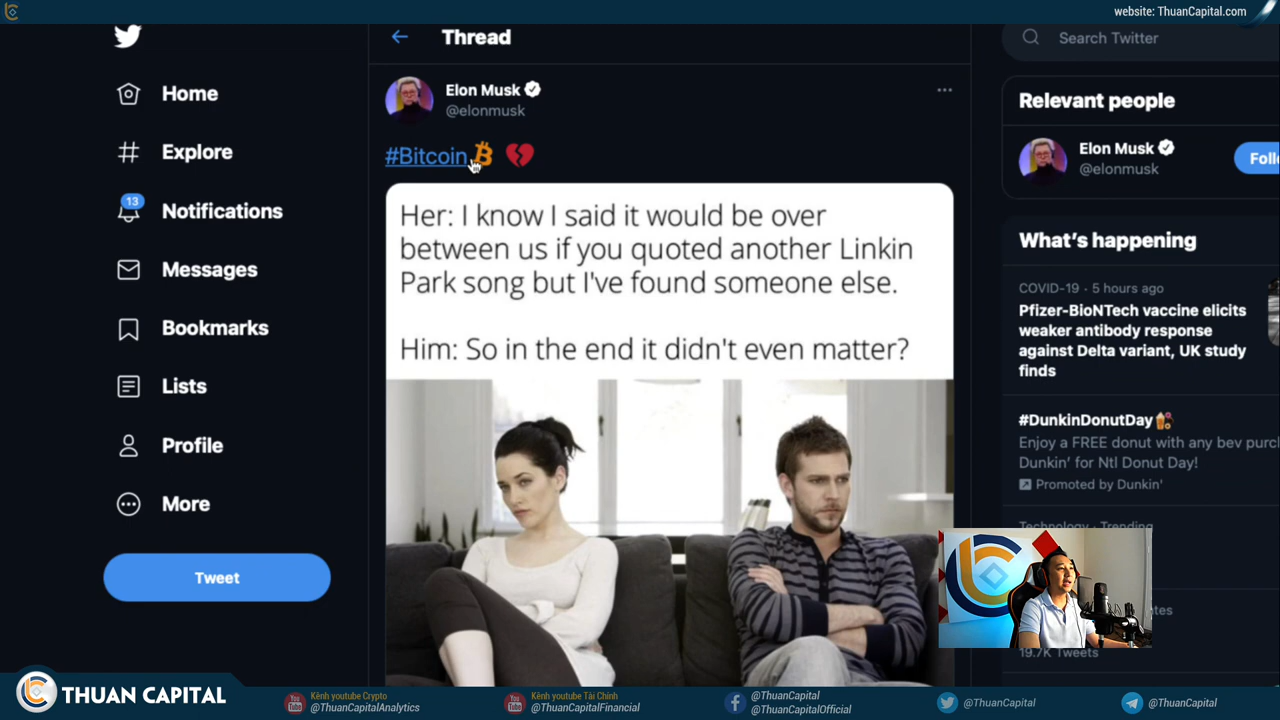 website: ThuanCapital.com
Thread
Search Twitter
Home
Explore
13
Notifications
Messages
Bookmarks
Lists
Profile
More
Tweet
Elon Musk
@elonmusk
#Bitcoin
Her: I know I said it would be over
between us if you quoted another Linkin
Park song but I've found someone else.
Him: So in the end it didn't even matter?
Relevant people
Elon Musk
@elonmusk
Foll
What's happening
COVID-19 · 5 hours ago
Pfizer-BioNTech vaccine elicits
weaker antibody response
against Delta variant, UK study
finds
#DunkinDonutDay
Enjoy a FREE donut with any bev purc
Dunkin' for Ntl Donut Day!
Promoted by Dunkin'
Technology · Trending
19.7K Tweets
THUAN CAPITAL
Kênh youtube Crypto
@ThuanCapitalAnalytics
Kênh youtube Tài Chính
@ThuanCapitalFinancial
@ThuanCapital
@ThuanCapitalOfficial
@ThuanCapital
@ThuanCapital